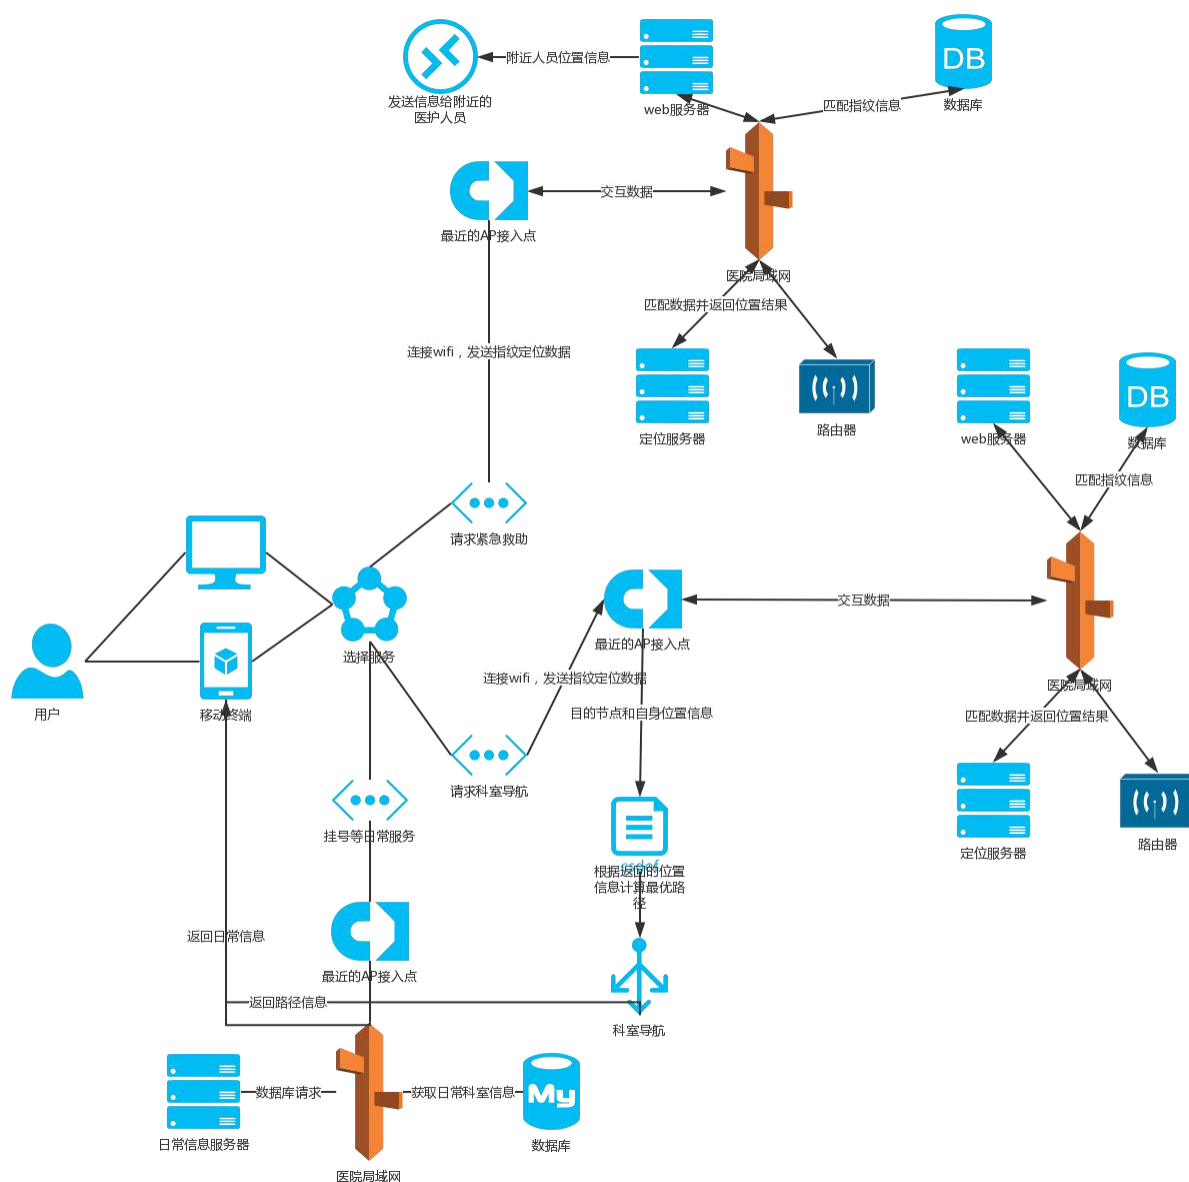 附近人员位置信息
DB
发送信息给附近的
医护人员
web服务器
匹配指纹信息
数据库
交互数据
最近的AP接入点
医院局域网
匹配数据并返回位置结果
连接wifi，发送指纹定位数据
定位服务器
路由器
DB
web服务器
数据库
匹配指纹信息
请求紧急救助
交互数据
最近的AP接入点
选择服务
连接wifi，发送指纹定位数据
医院局域网
用户
移动终端
目的节点和自身位置信息
匹配数据并返回位置结果
请求科室导航
挂号等日常服务
定位服务器
路由器
根据返回的位置
信息计算最优路
径
返回日常信息
最近的AP接入点
返回路径信息
科室导航
数据库请求
获取日常科室信息
My
日常信息服务器
数据库
医院局域网